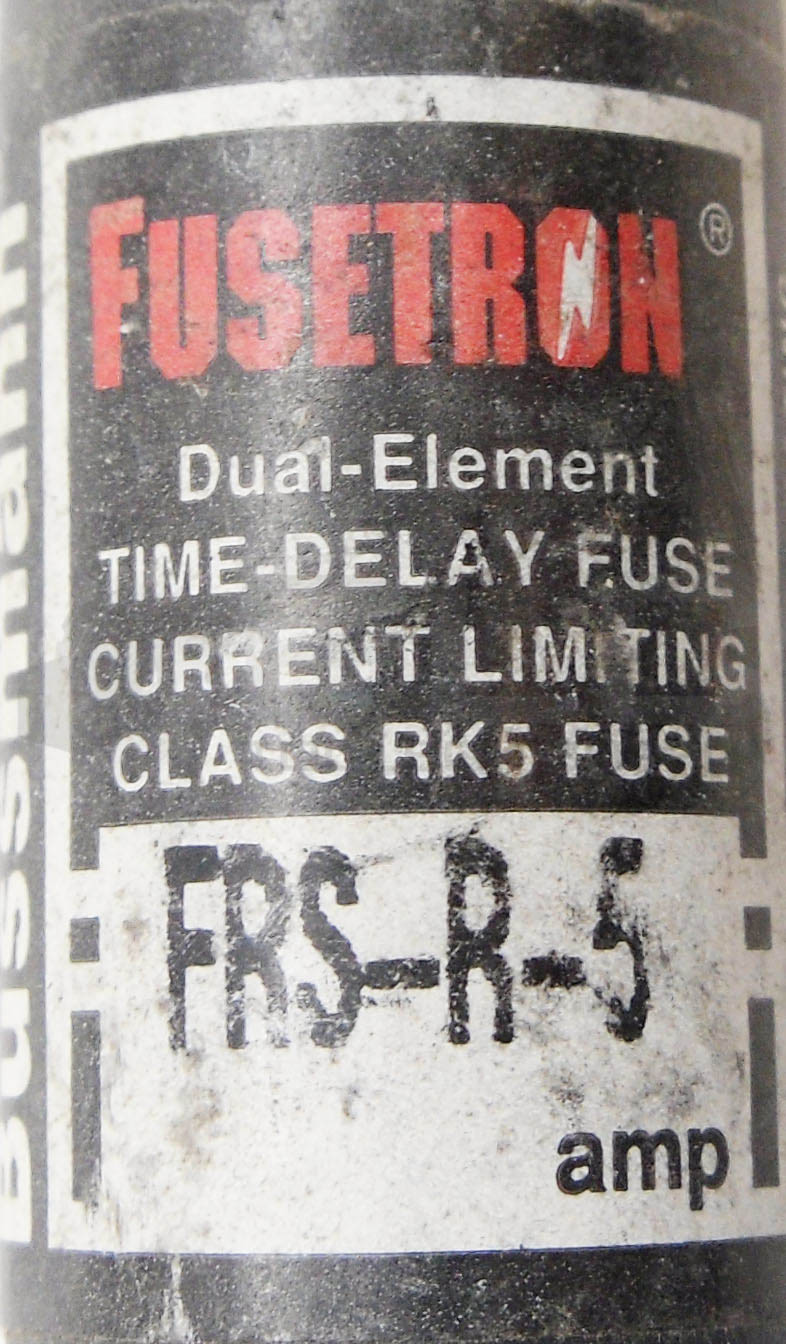 FUSETRON®
Dual-Element
TIME-DELAY FUSE
CURRENT LIMITING
CLASS RK5 FUSE
FRS-R-5
amp
Bussmann